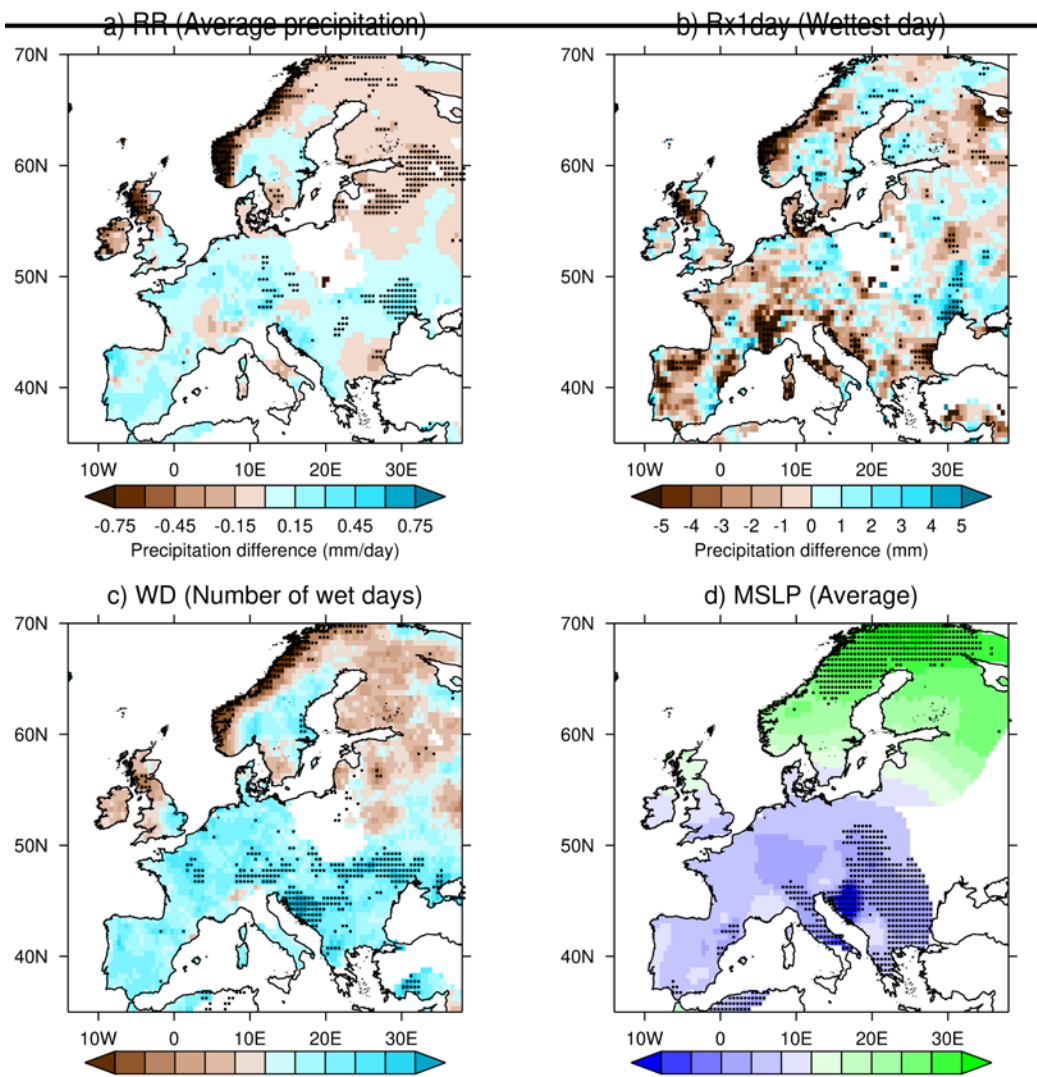 a) RR (Average precipitation)
b) Rx1day (Wettest day)
70N
60N
50N
40N
10W 0 10E 20E 30E
-0.75 -0.45 -0.15 0.15 0.45 0.75
Precipitation difference (mm/day)
70N
60N
50N
40N
10W 0 10E 20E 30E
-5 -4 -3 -2 -1 0 1 2 3 4 5
Precipitation difference (mm)
c) WD (Number of wet days)
d) MSLP (Average)
70N
60N
50N
40N
10W 0 10E 20E 30E
70N
60N
50N
40N
10W 0 10E 20E 30E